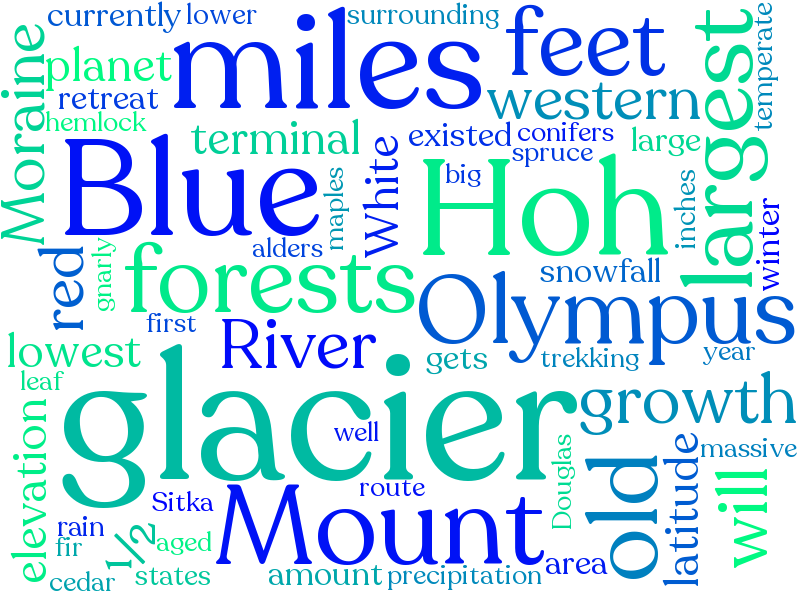 currently lower surrounding
miles
feet
largest
temperate
Moraine
planet
retreat
hemlock
western
terminal
existed
conifers
spruce
large
Blue
maples
White
big
Hoh
inches
winter
alders
gnarly
red
forests
snowfall
Olympus
first
River
lowest
leaf
gets
trekking
year
glacier
growth
well
elevation
Douglas
old
latitude
massive
will
Sitka
route
Mount
rain
fir
1/2
aged
cedar
states
amount
precipitation
area